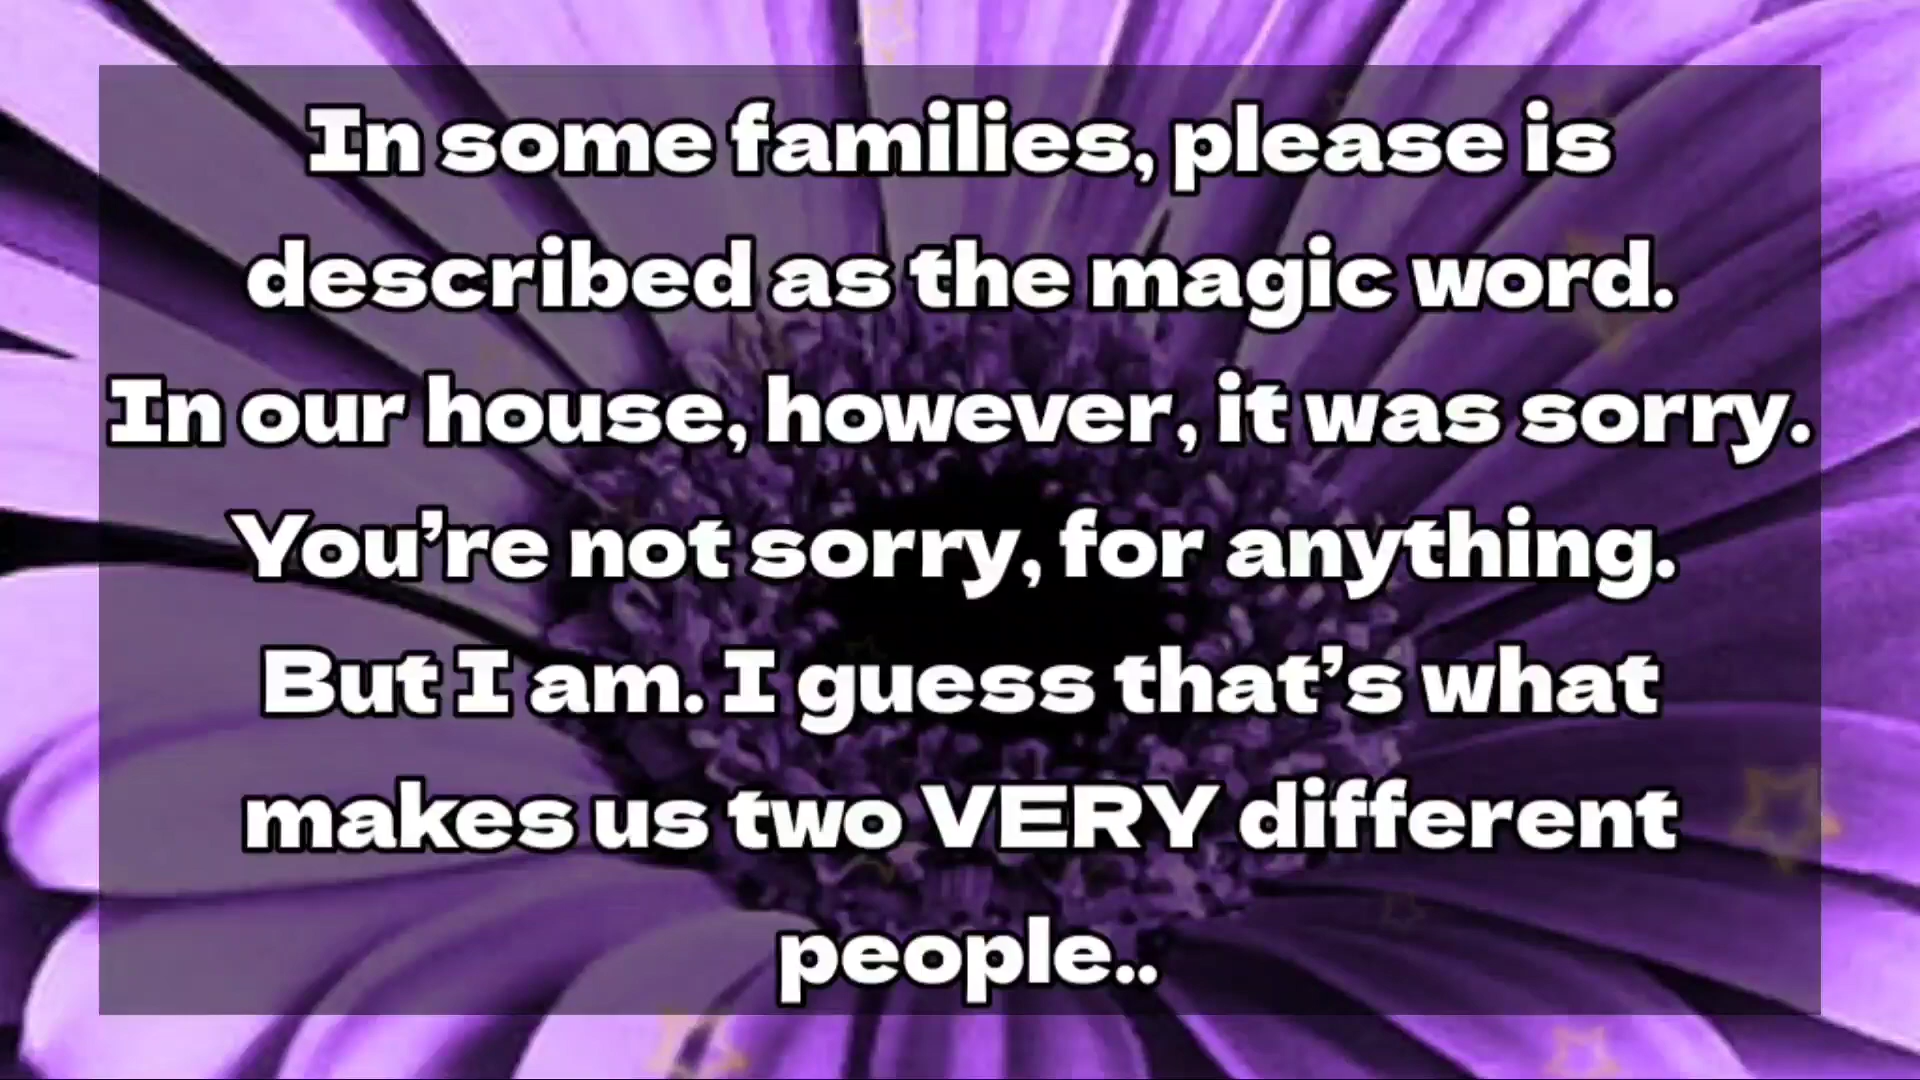 In some families, please is
described as the magic word.
In our house, however, it was sorry.
You’re not sorry, for anything.
But I am. I guess that’s what
makes us two VERY different
people..